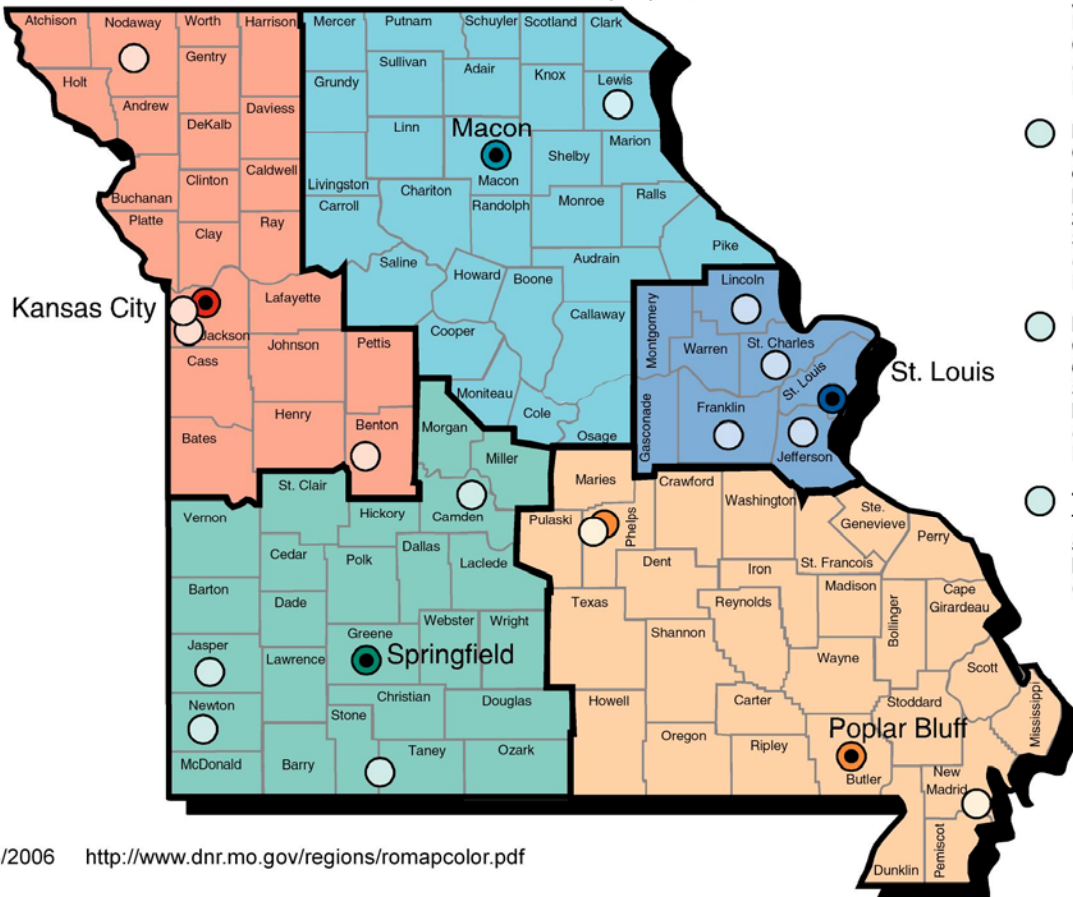 Atchison Nodaway Worth Harrison Mercer Putnam Schuyler Scotland Clark
Gentry Sullivan Adair Knox Lewis
Holt Grundy
Andrew Daviess
DeKalb Linn Macon Marion
Shelby
Caldwell Clinton Livingston Macon
Buchanan Carroll Chariton Randolph Monroe Ralls
Platte Clay Ray
Pike
Saline Howard Boone Audrain
Lincoln
Kansas City Lafayette Callaway Montgomery
Jackson Cooper
Cass Johnson Pettis Warren St. Charles
St. Louis St. Louis
Moniteau
Henry Benton Cole Franklin
Bates Morgan Osage Gasconade Jefferson
Miller
St. Clair Maries Crawford Washington
Vernon Hickory Camden Pulaski Phelps Ste.
Genevieve
Perry
Cedar Polk Dallas Laclede Dent Iron St. Francois
Barton Dade Texas Reynolds Madison Bollinger Cape
Girardeau
Webster Wright
Jasper Greene Springfield Shannon
Lawrence Wayne Scott
Newton Christian Douglas Howell Carter Stoddard Mississippi
Stone
Poplar Bluff
Oregon Ripley
McDonald Barry Taney Ozark Butler New
Madrid
Pemiscot
Dunklin
/2006 http://www.dnr.mo.gov/regions/romapcolor.pdf